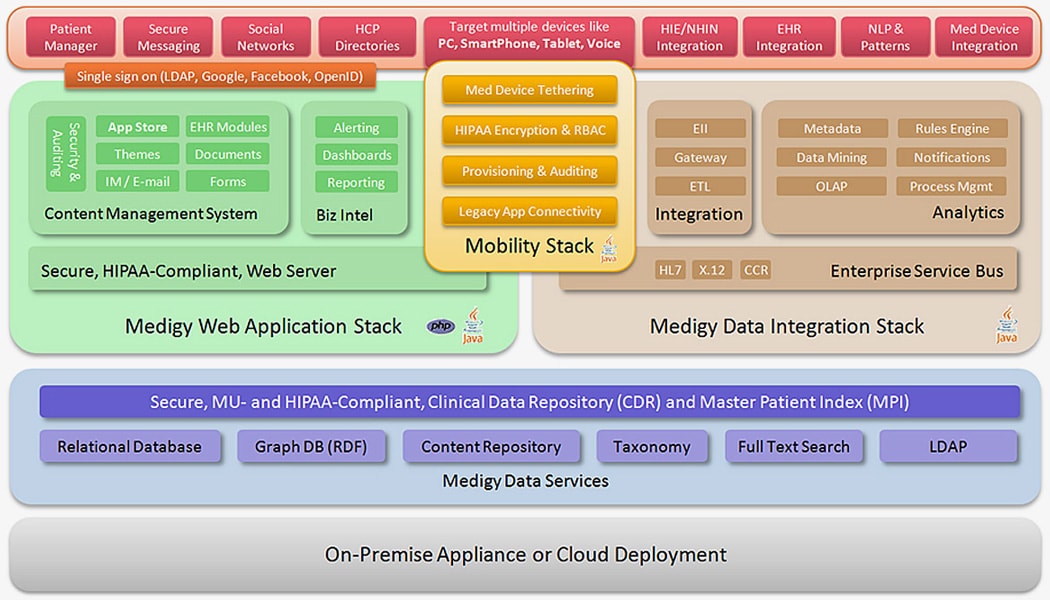 Patient
Manager
Secure
Messaging
Social
Networks
HCP
Directories
Target multiple devices like
PC, SmartPhone, Tablet, Voice
HIE/NHIN
Integration
EHR
Integration
NLP &
Patterns
Med Device
Integration
Single sign on (LDAP, Google, Facebook, OpenID)
Security &
Auditing
App Store
EHR Modules
Themes
Documents
IM / E-mail
Forms
Content Management System
Alerting
Dashboards
Reporting
Biz Intel
Secure, HIPAA-Compliant, Web Server
Medigy Web Application Stack
php
Java
Med Device Tethering
HIPAA Encryption & RBAC
Provisioning & Auditing
Legacy App Connectivity
Mobility Stack
Java
EII
Gateway
ETL
Integration
Metadata
Rules Engine
Data Mining
Notifications
OLAP
Process Mgmt
Analytics
HL7
X.12
CCR
Enterprise Service Bus
Medigy Data Integration Stack
Java
Secure, MU- and HIPAA-Compliant, Clinical Data Repository (CDR) and Master Patient Index (MPI)
Relational Database
Graph DB (RDF)
Content Repository
Taxonomy
Full Text Search
LDAP
Medigy Data Services
On-Premise Appliance or Cloud Deployment